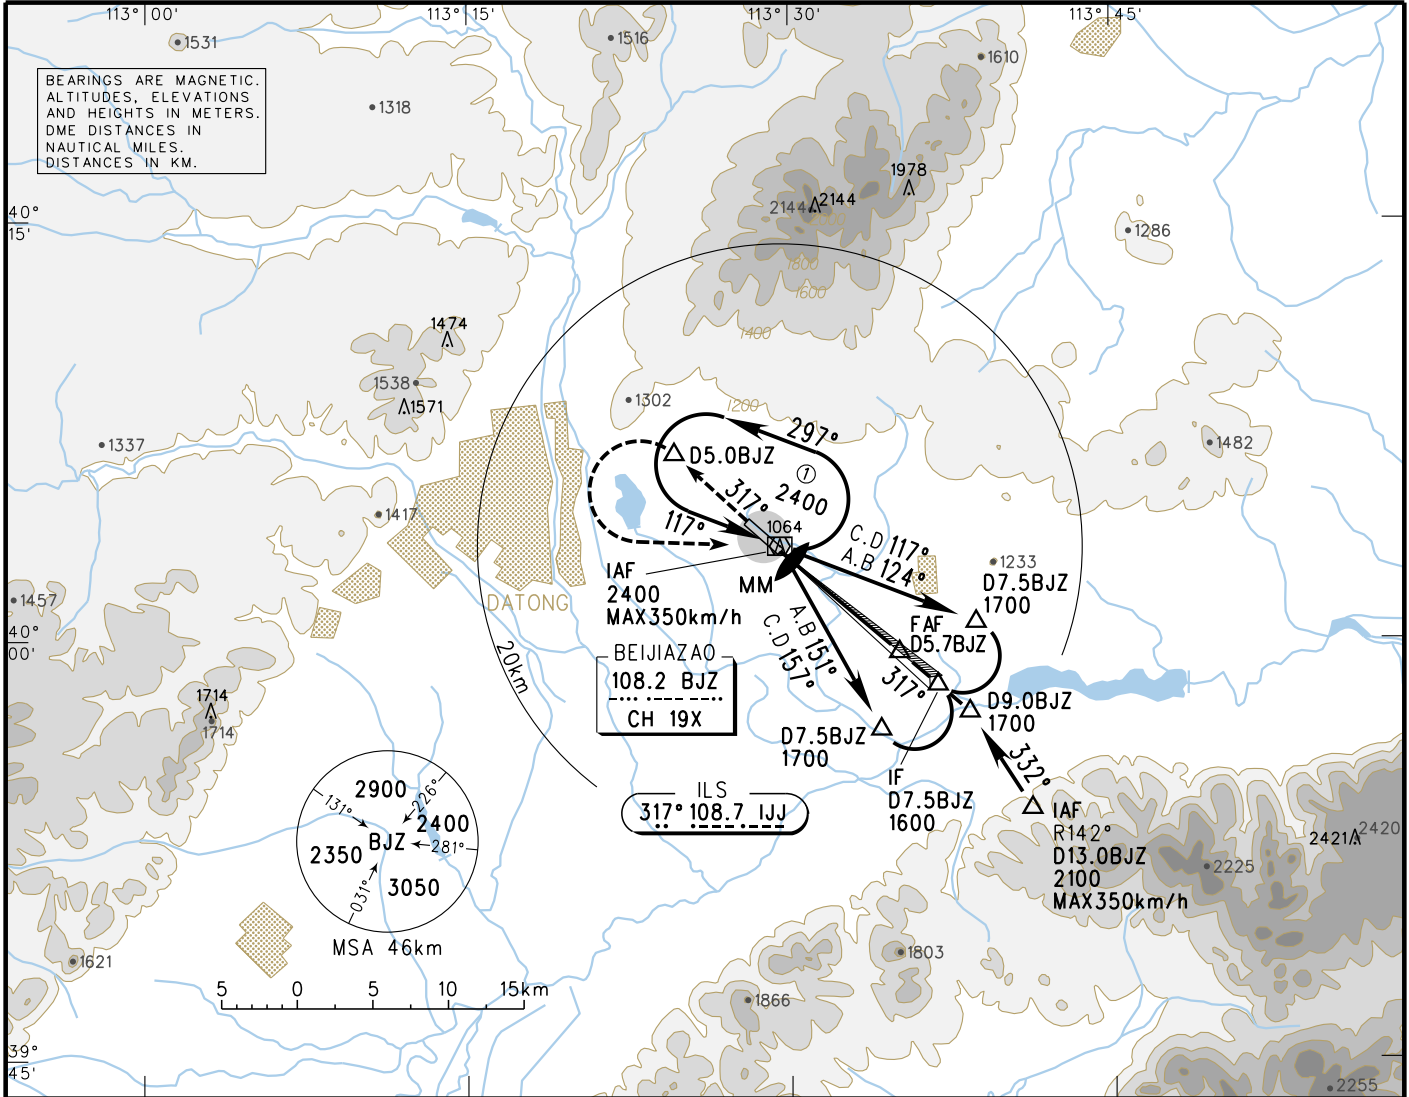 113°00'
113°15'
113°30'
113°45'
1531
1516
1610
BEARINGS ARE MAGNETIC.
ALTITUDES, ELEVATIONS
AND HEIGHTS IN METERS.
DME DISTANCES IN
NAUTICAL MILES.
DISTANCES IN KM.
1318
1978
2144
2144
40°
15'
1286
1800
1600
1400
1474
1538
1571
1302
1200
1337
1482
297°
D5.0BJZ
1
2400
317°
117°
1417
1064
C.D 117°
A.B 124°
1233
D7.5BJZ
1700
IAF
2400
MAX350km/h
MM
1457
DATONG
FAF
D5.7BJZ
40°
00'
A.B 151°
C.D 157°
20km
BEIJIAZAO
108.2 BJZ
CH 19X
317°
D9.0BJZ
1700
1714
1714
D7.5BJZ
1700
332°
IF
D7.5BJZ
1600
ILS
317° 108.7 IJJ
IAF
R142°
D13.0BJZ
2100
MAX350km/h
2421
2420
2225
2900
131°
226°
2400
BJZ
281°
2350
031°
3050
MSA 46km
1621
1803
1866
5 0 5 10 15km
39°
45'
2255